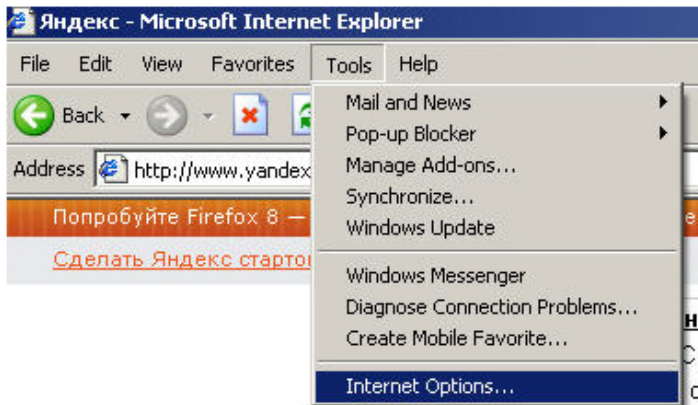 Яндекс - Microsoft Internet Explorer
File Edit View Favorites Tools Help
Back
Mail and News
Pop-up Blocker
Address http://www.yandex
Manage Add-ons...
Synchronize...
Попробуйте Firefox 8 —
Windows Update
Сделать Яндекс старто
Windows Messenger
Diagnose Connection Problems...
Create Mobile Favorite...
Internet Options...